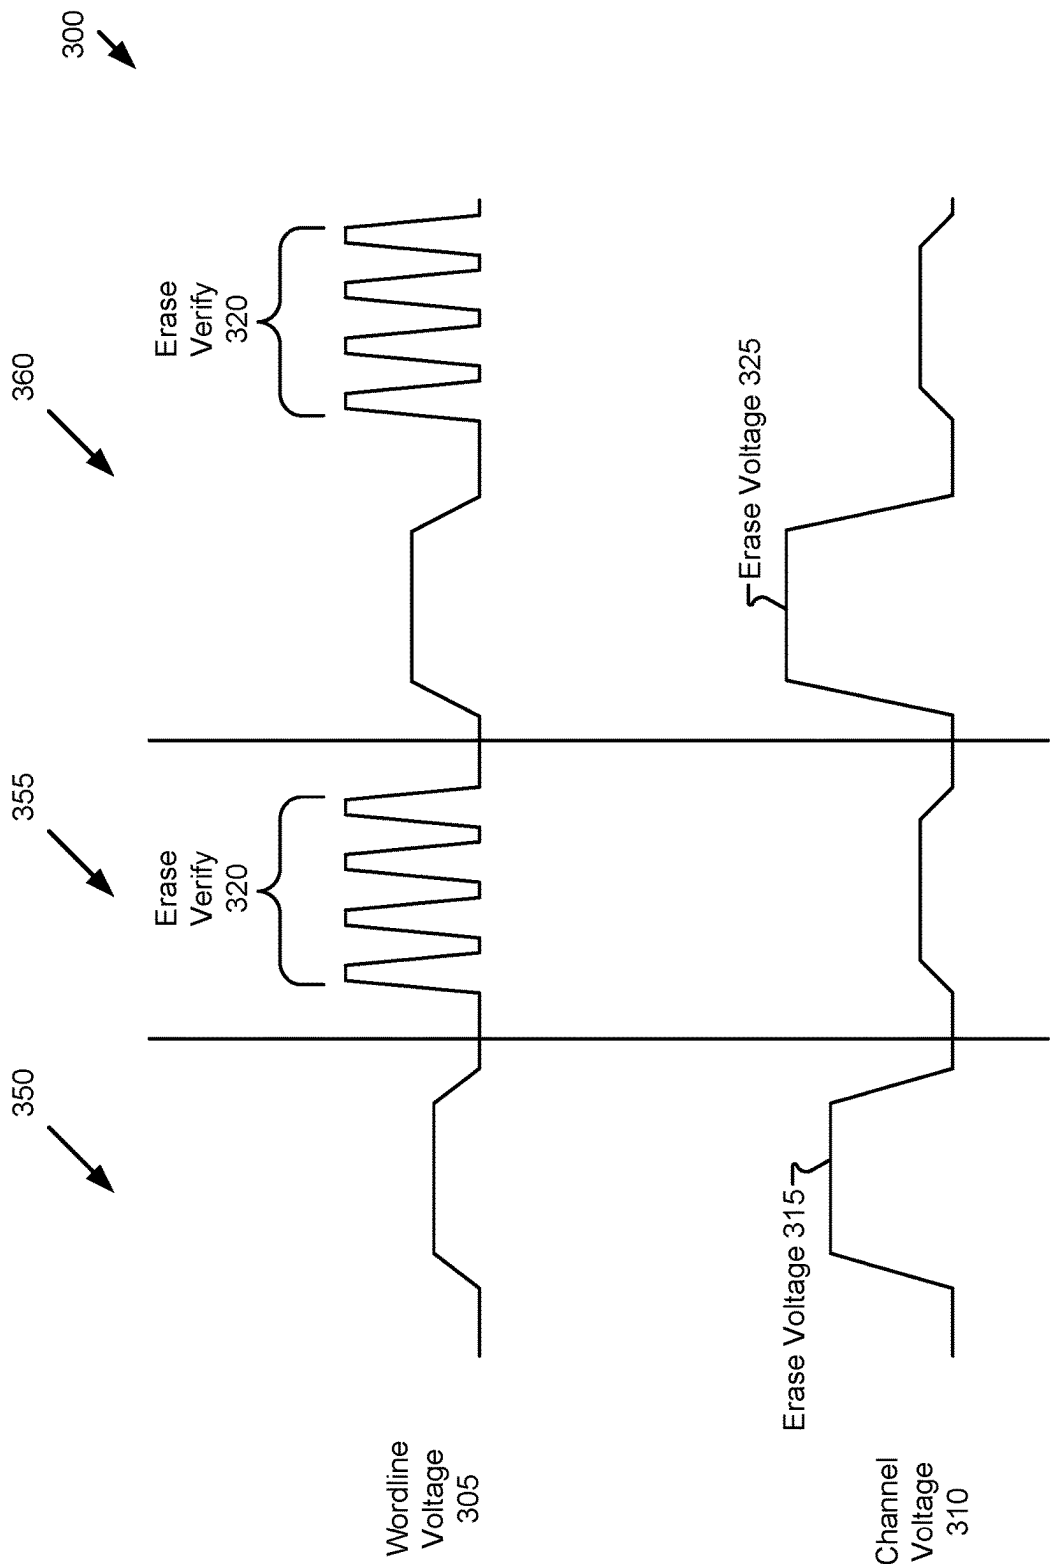 300
350
355
360
Erase
Verify
320
Erase
Verify
320
Wordline
Voltage
305
Erase Voltage 315
Erase Voltage 325
Channel
Voltage
310